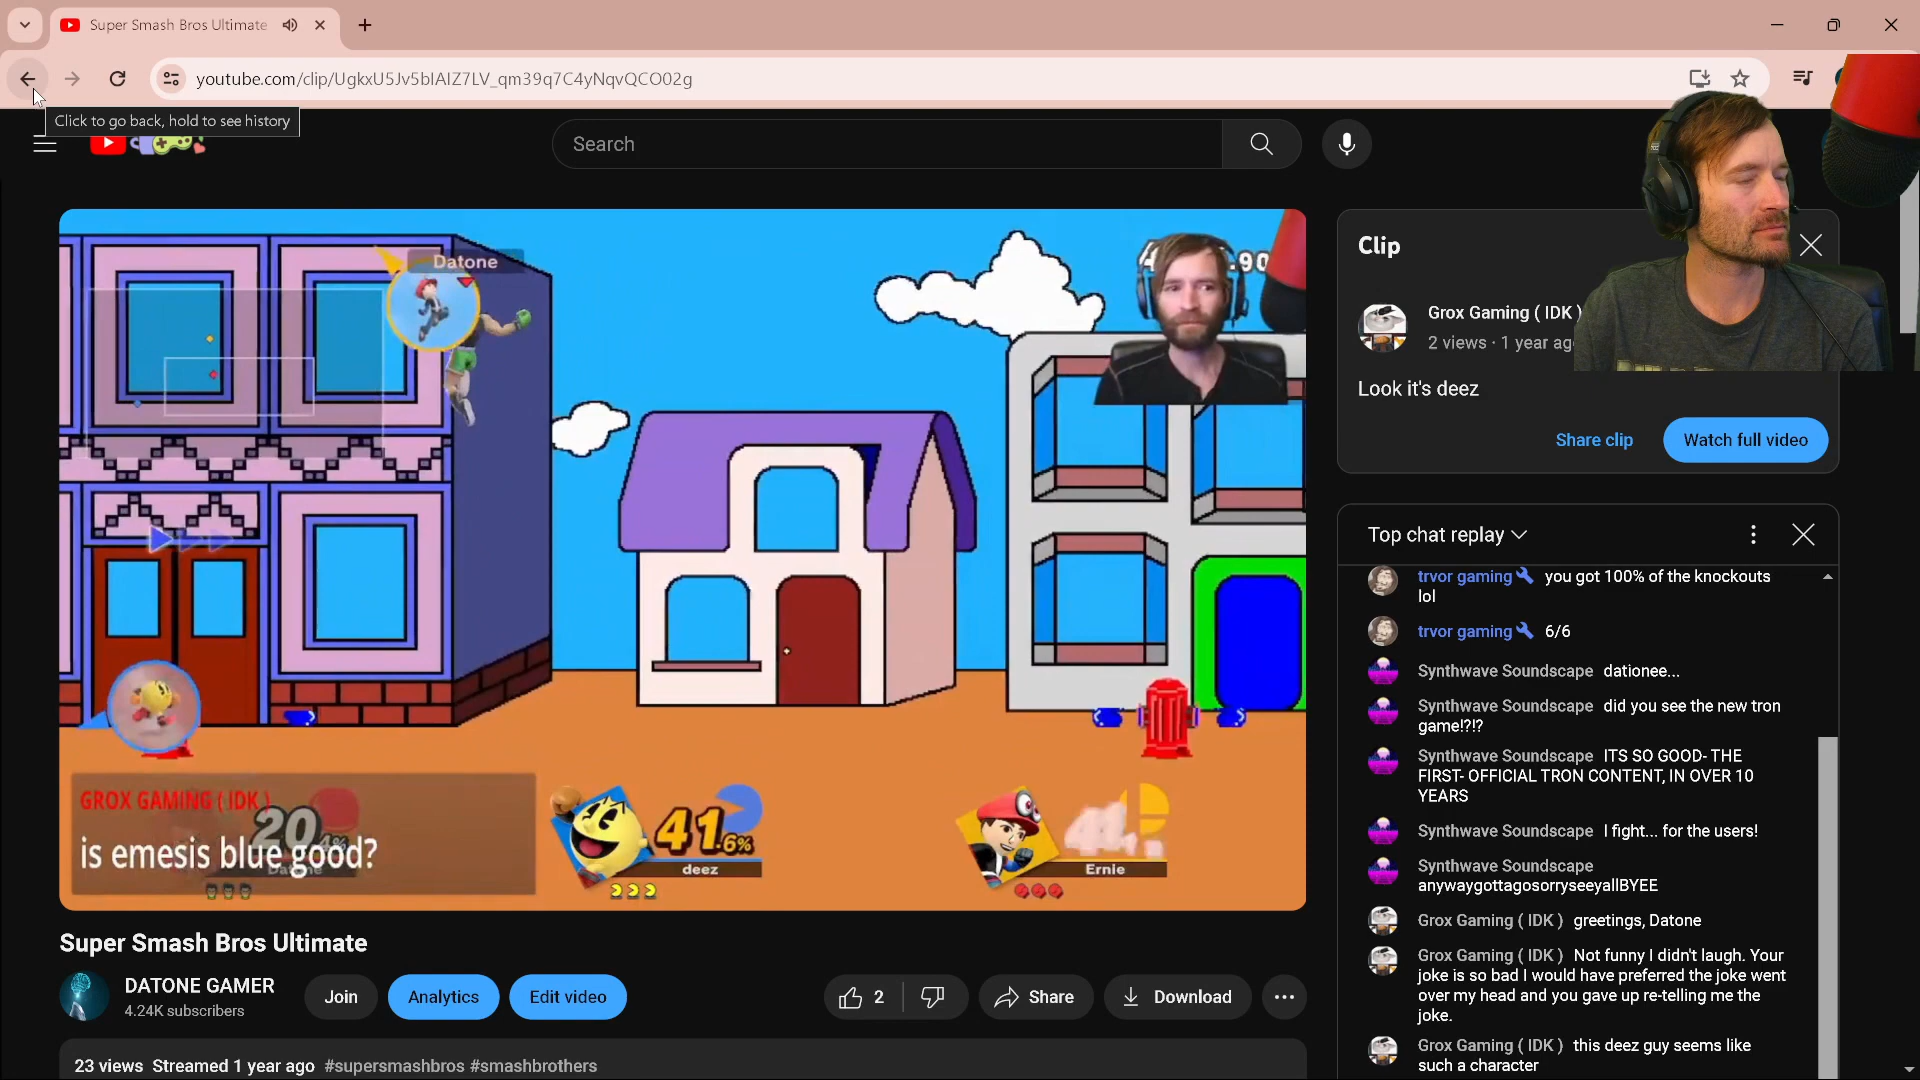 Super Smash Bros Ultimate
youtube.com/clip/UgkxU5Jv5bIAIZ7LV_qm39q7C4yNqvQCO02g
Click to go back, hold to see history
Search
Datone
.90
Clip
Grox Gaming ( IDK )
2 views · 1 year ag
Look it's deez
Share clip
Watch full video
Top chat replay
trvor gaming you got 100% of the knockouts
lol
trvor gaming 6/6
Synthwave Soundscape dationee...
Synthwave Soundscape did you see the new tron
game!?!?
Synthwave Soundscape ITS SO GOOD- THE
FIRST- OFFICIAL TRON CONTENT, IN OVER 10
YEARS
Synthwave Soundscape I fight... for the users!
Synthwave Soundscape
anywaygottagosorryseeyallBYEE
Grox Gaming ( IDK ) greetings, Datone
Grox Gaming ( IDK ) Not funny I didn't laugh. Your
joke is so bad I would have preferred the joke went
over my head and you gave up re-telling me the
joke.
Grox Gaming ( IDK ) this deez guy seems like
such a character
GROX GAMING ( IDK )
is emesis blue good?
20
41.6%
deez
Ernie
Super Smash Bros Ultimate
DATONE GAMER
4.24K subscribers
Join
Analytics
Edit video
2
Share
Download
23 views Streamed 1 year ago #supersmashbros #smashbrothers